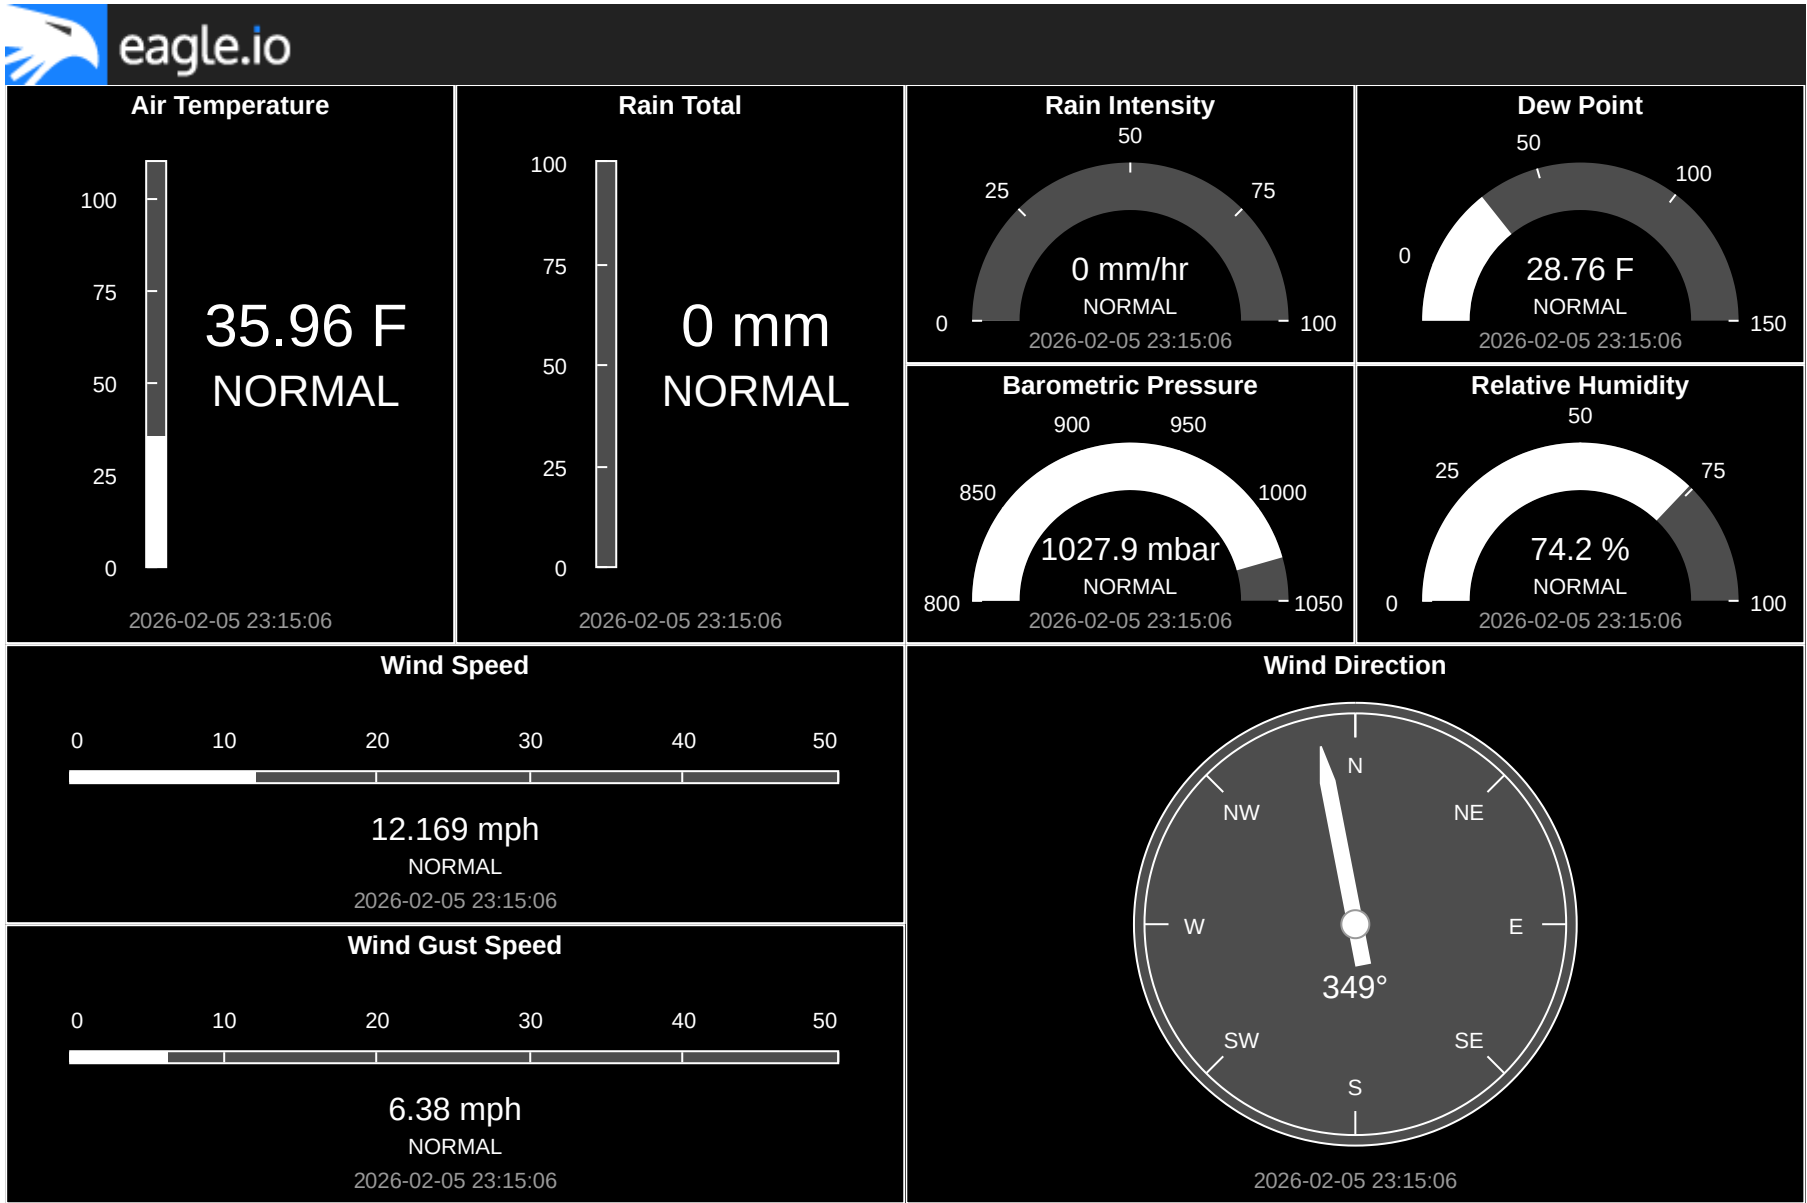 eagle.io
Air Temperature
100
75
50
25
0
35.96 F
NORMAL
2026-02-05 23:15:06
Rain Total
100
75
50
25
0
0 mm
NORMAL
2026-02-05 23:15:06
Rain Intensity
50
25
75
0
100
0 mm/hr
NORMAL
2026-02-05 23:15:06
Dew Point
50
100
0
150
28.76 F
NORMAL
2026-02-05 23:15:06
Barometric Pressure
900
950
850
1000
800
1050
1027.9 mbar
NORMAL
2026-02-05 23:15:06
Relative Humidity
50
25
75
0
100
74.2 %
NORMAL
2026-02-05 23:15:06
Wind Speed
0 10 20 30 40 50
12.169 mph
NORMAL
2026-02-05 23:15:06
Wind Gust Speed
0 10 20 30 40 50
6.38 mph
NORMAL
2026-02-05 23:15:06
Wind Direction
N
NW
NE
W
E
349°
SW
SE
S
2026-02-05 23:15:06